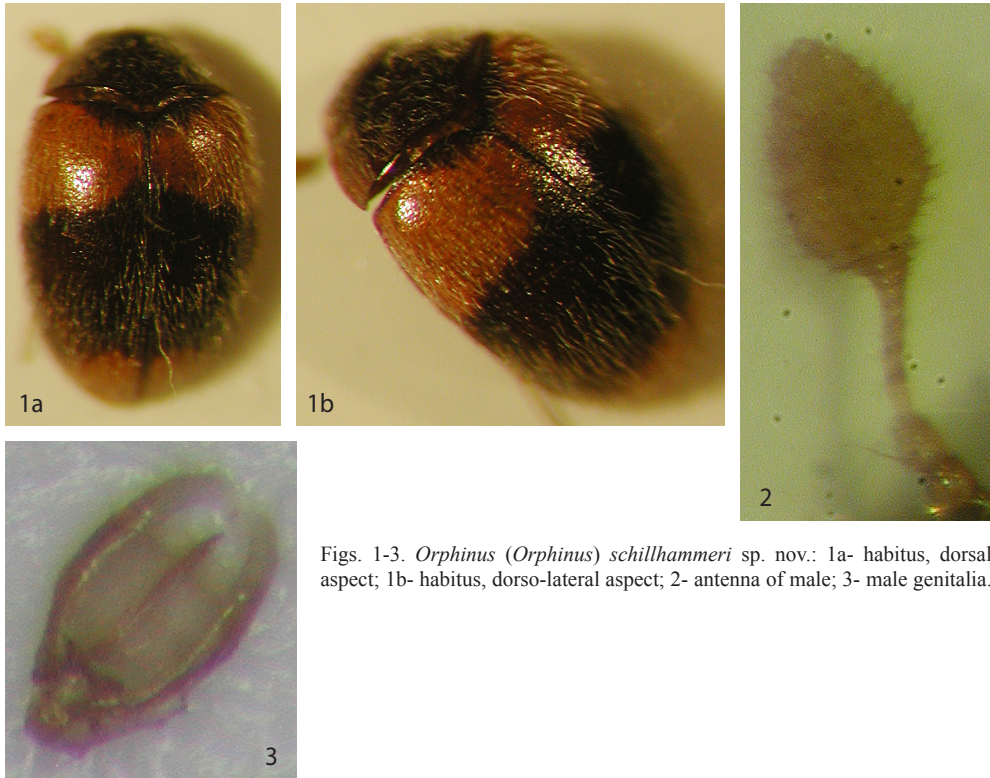 1a
1b
2
3
Figs. 1-3. Orphinus (Orphinus) schillhammeri sp. nov.: 1a- habitus, dorsal
aspect; 1b- habitus, dorso-lateral aspect; 2- antenna of male; 3- male genitalia.